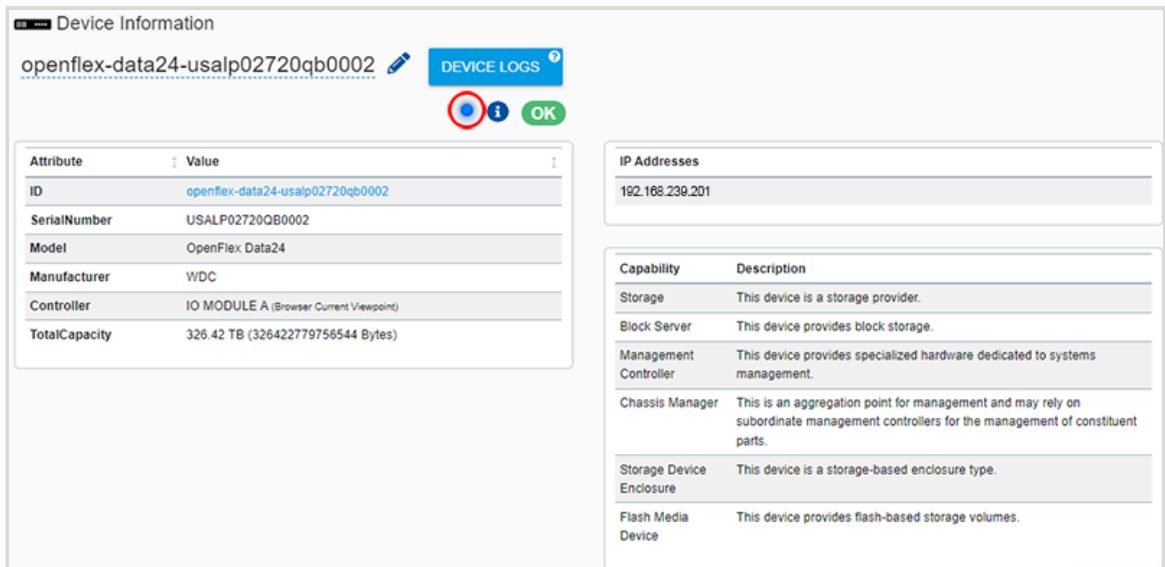 Device Information
openflex-data24-usalp02720qb0002
DEVICE LOGS ?
i OK
Attribute Value
ID openflex-data24-usalp02720qb0002
SerialNumber USALP02720QB0002
Model OpenFlex Data24
Manufacturer WDC
Controller IO MODULE A (Browser Current Viewpoint)
TotalCapacity 326.42 TB (326422779756544 Bytes)
IP Addresses
192.168.239.201
Capability Description
Storage This device is a storage provider.
Block Server This device provides block storage.
Management This device provides specialized hardware dedicated to systems
Controller management.
Chassis Manager This is an aggregation point for management and may rely on
subordinate management controllers for the management of constituent
parts.
Storage Device This device is a storage-based enclosure type.
Enclosure
Flash Media This device provides flash-based storage volumes.
Device